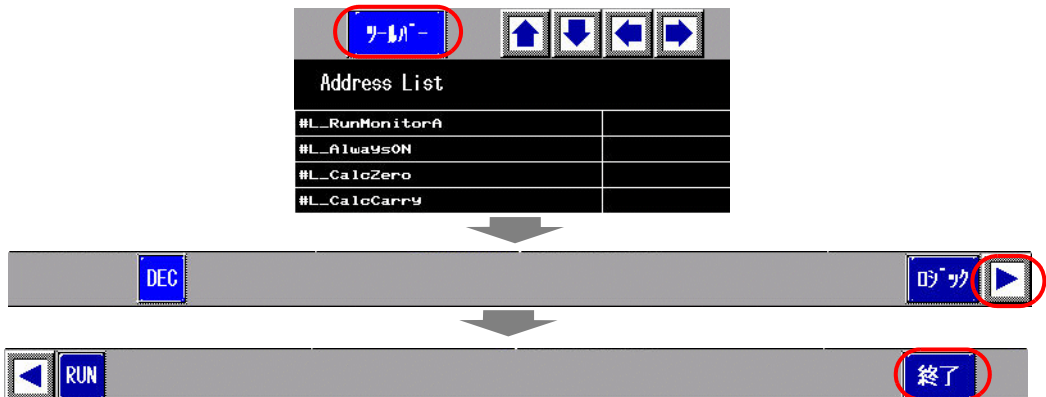 ﾂｰﾙﾊﾞｰ
Address List
#L_RunMonitorA
#L_AlwaysON
#L_CalcZero
#L_CalcCarry
DEC
ﾛｼﾞｯｸ
RUN
終了